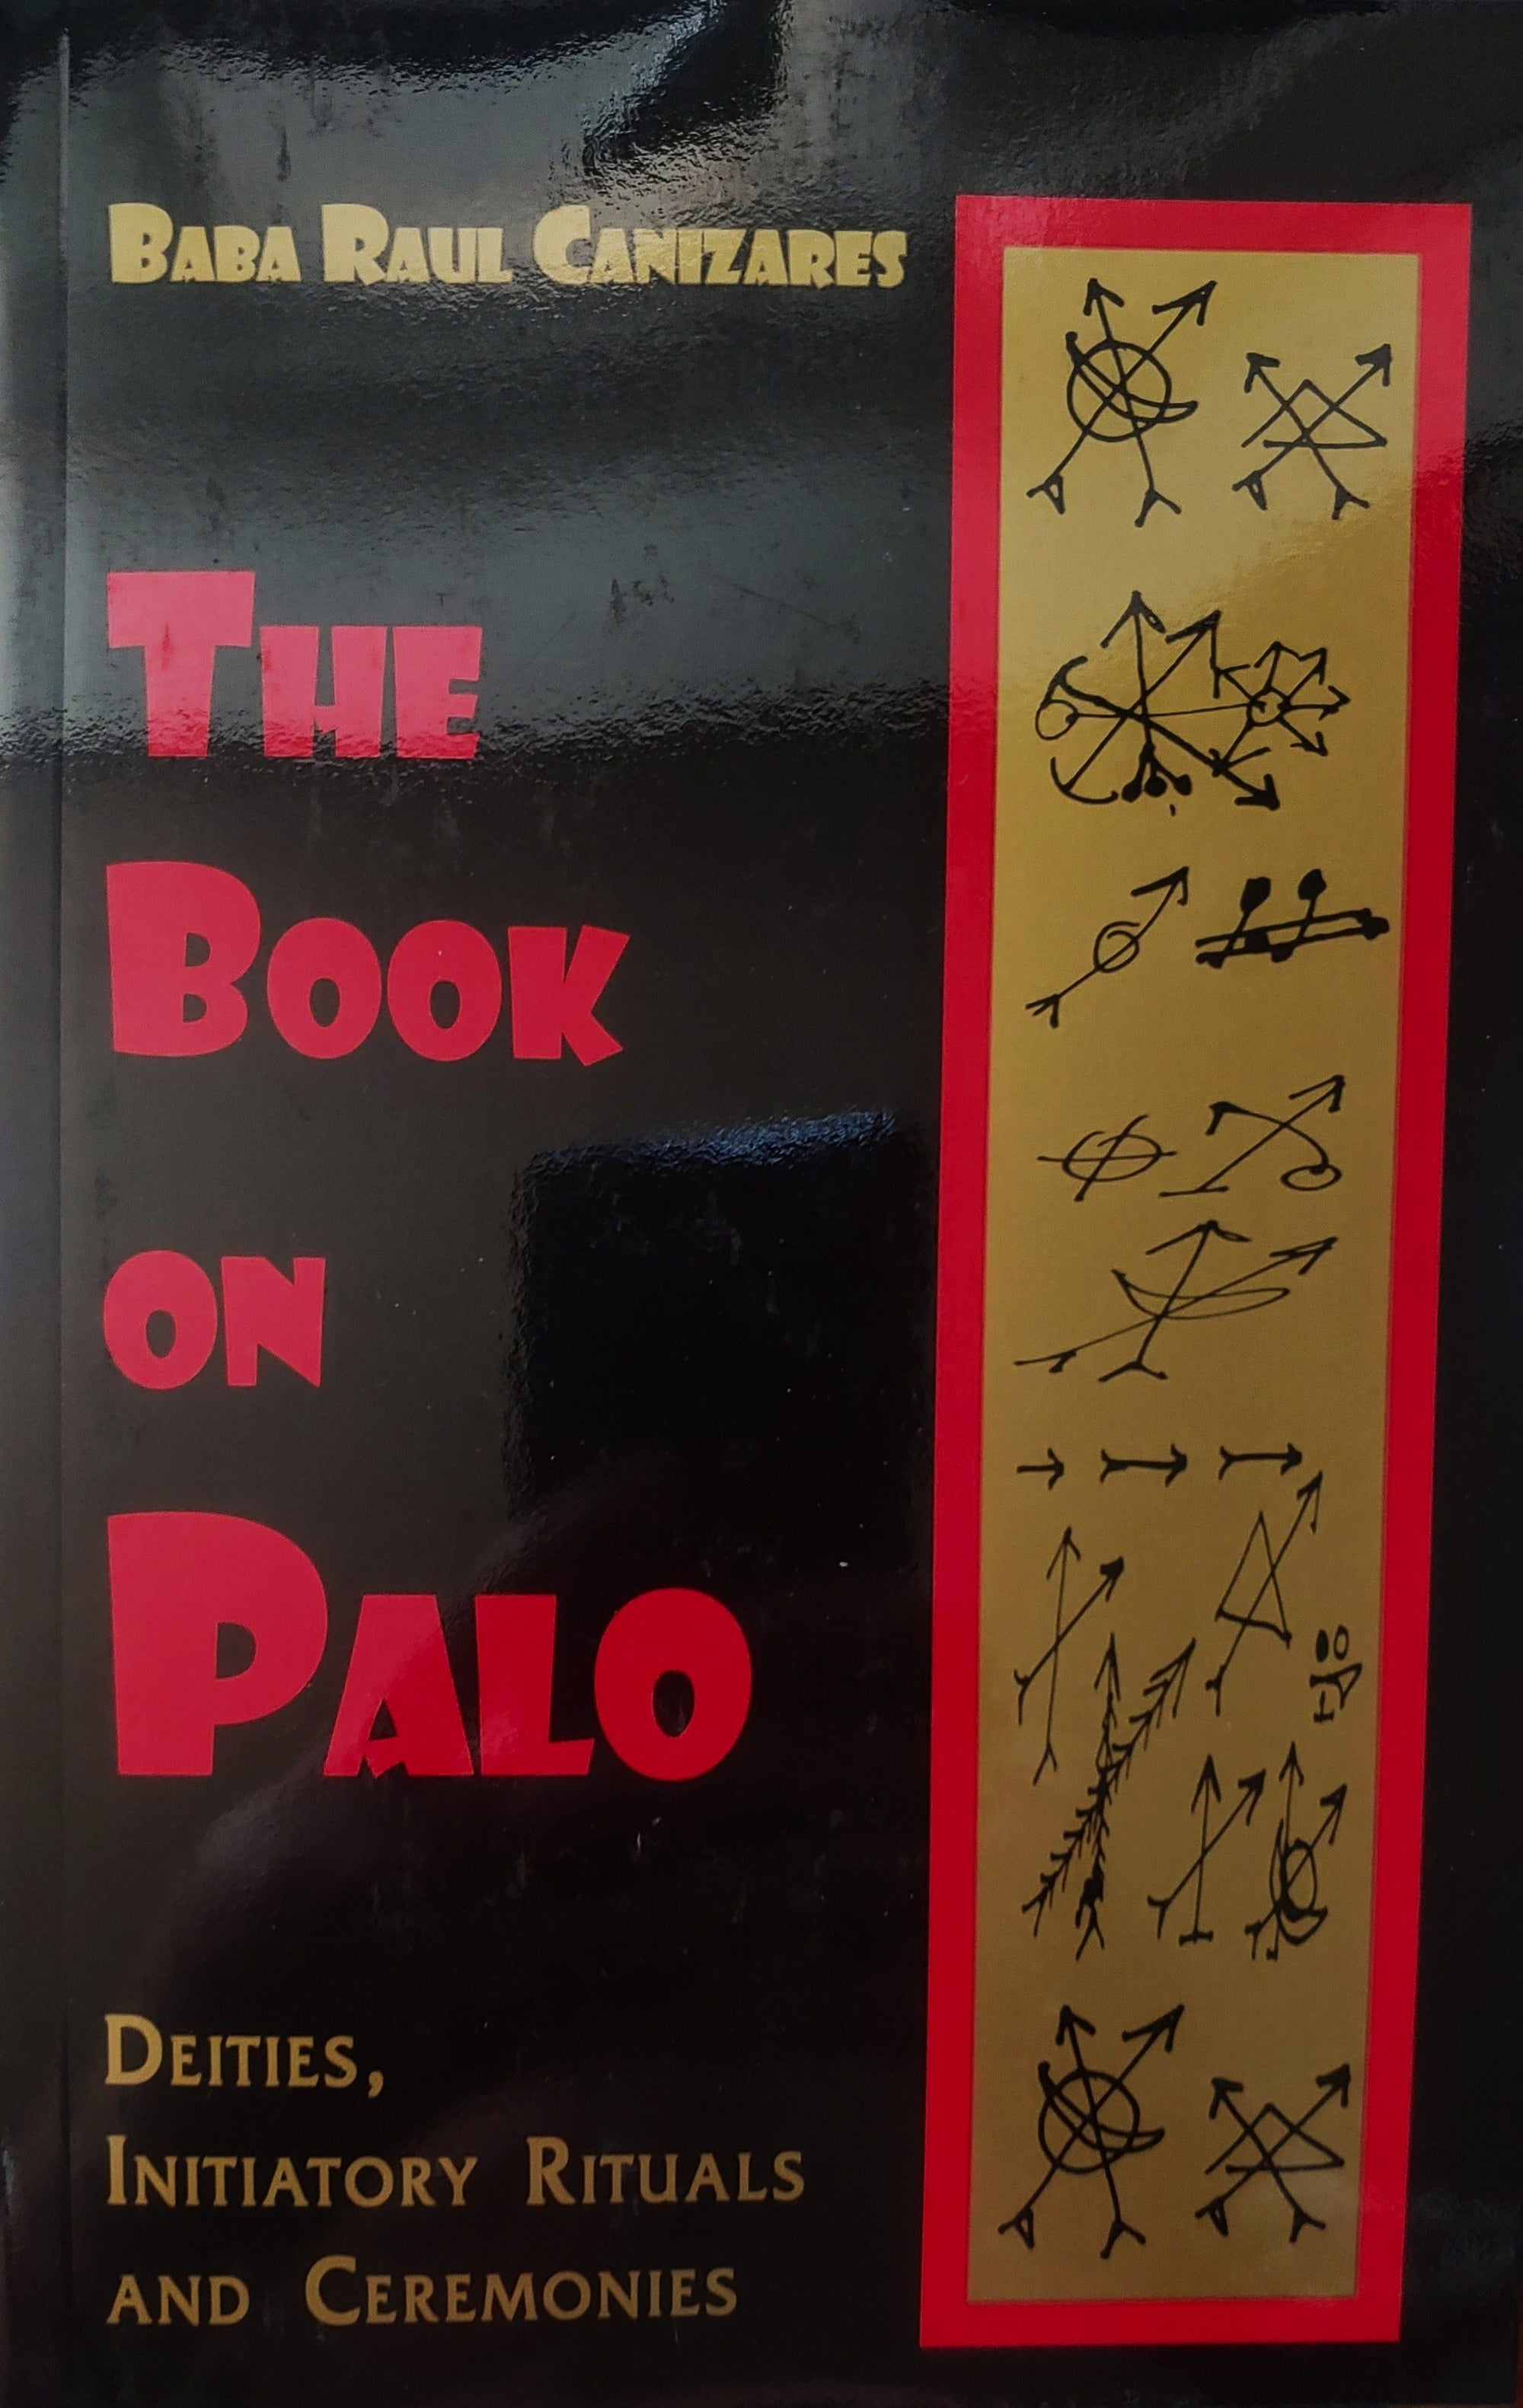 BABA RAUL CANIZARES
THE
BOOK
ON
PALO
DEITIES,
INITIATORY RITUALS
AND CEREMONIES